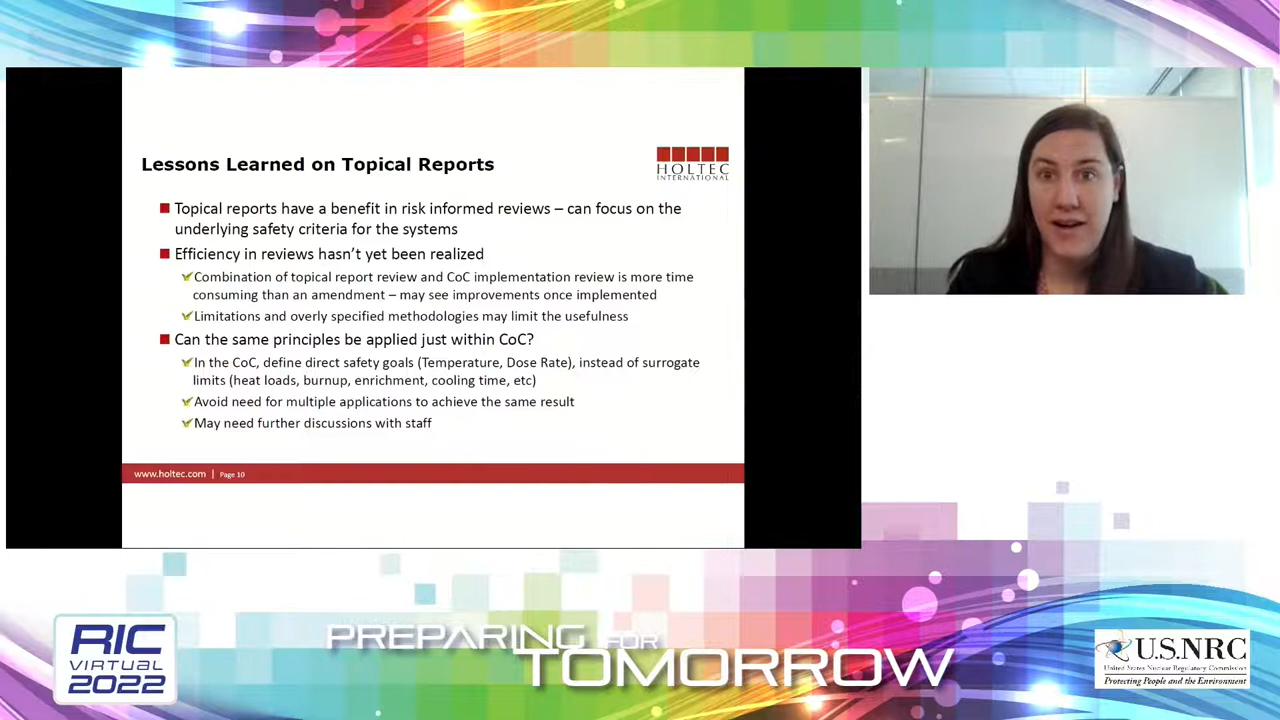 Lessons Learned on Topical Reports
HOLTEC
INTERNATIONAL
Topical reports have a benefit in risk informed reviews – can focus on the
underlying safety criteria for the systems
Efficiency in reviews hasn't yet been realized
Combination of topical report review and CoC implementation review is more time
consuming than an amendment – may see improvements once implemented
Limitations and overly specified methodologies may limit the usefulness
Can the same principles be applied just within CoC?
In the CoC, define direct safety goals (Temperature, Dose Rate), instead of surrogate
limits (heat loads, burnup, enrichment, cooling time, etc)
Avoid need for multiple applications to achieve the same result
May need further discussions with staff
www.holtec.com | Page 10
RIC
VIRTUAL
2022
PREPARING FOR
TOMORROW
U.S.NRC
United States Nuclear Regulatory Commission
Protecting People and the Environment